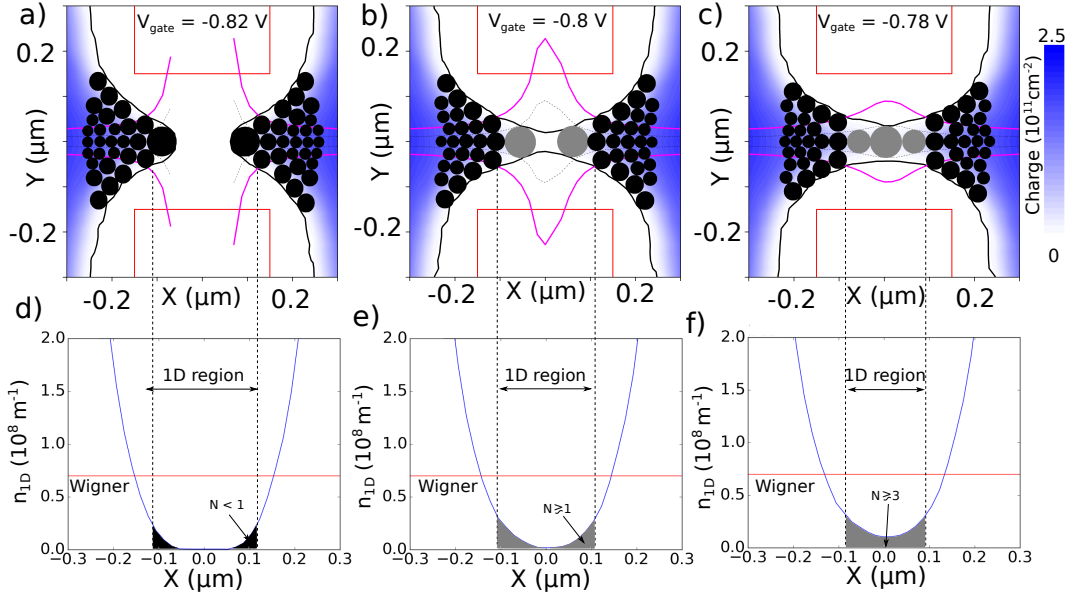 a)
V_gate = -0.82 V
b)
V_gate = -0.8 V
c)
V_gate = -0.78 V
2.5
0
Charge (10^11 cm^-2)
Y (μm)
0.2
0
-0.2
-0.2
X (μm)
0.2
Y (μm)
0.2
0
-0.2
-0.2
X (μm)
0.2
Y (μm)
0.2
0
-0.2
-0.2
X (μm)
0.2
d)
n_1D (10^8 m^-1)
2.0
1.5
1.0
0.5
0.0
1D region
Wigner
N < 1
−0.3
−0.2
−0.1
0.0
0.1
0.2
0.3
X (μm)
e)
n_1D (10^8 m^-1)
2.0
1.5
1.0
0.5
0.0
1D region
Wigner
N⩾1
−0.3
−0.2
−0.1
0.0
0.1
0.2
0.3
X (μm)
f)
n_1D (10^8 m^-1)
2.0
1.5
1.0
0.5
0.0
1D region
Wigner
N⩾3
−0.3
−0.2
−0.1
0.0
0.1
0.2
0.3
X (μm)